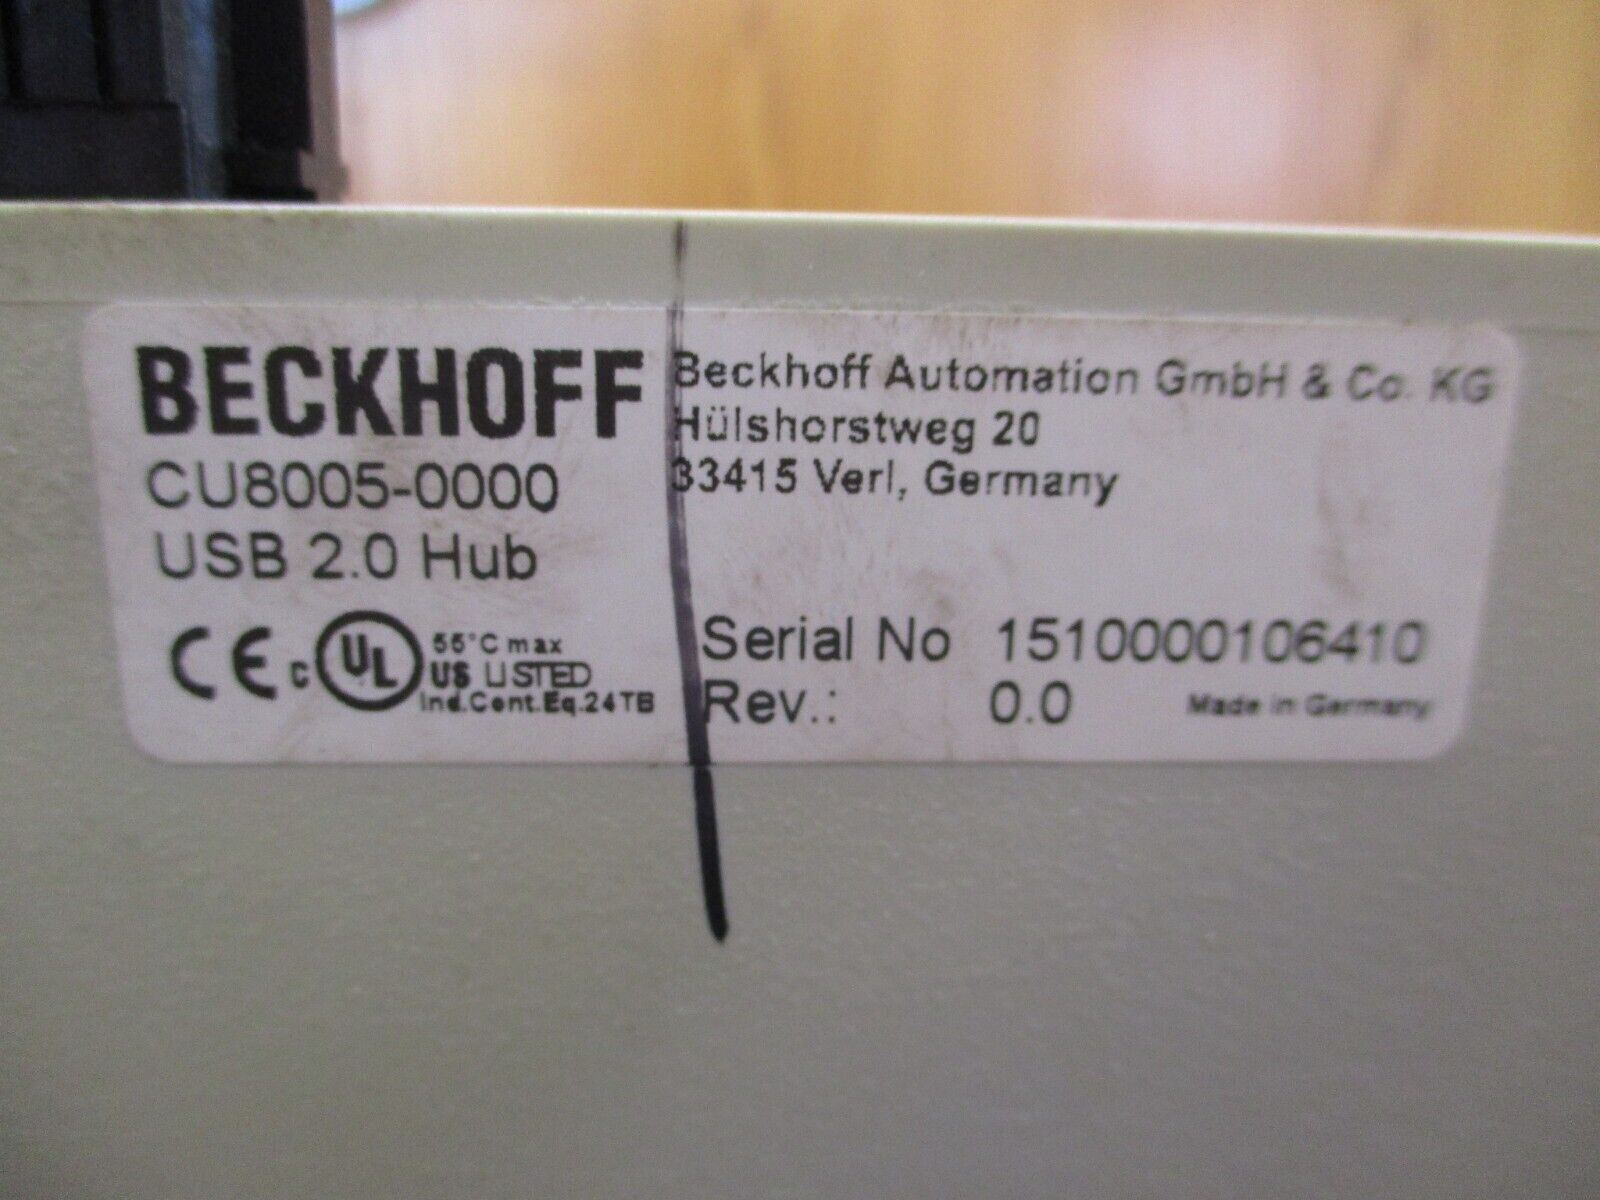 BECKHOFF
CU8005-0000
USB 2.0 Hub
CE c UL US LISTED
55°C max
Ind.Cont.Eq.24TB
Beckhoff Automation GmbH & Co. KG
Hülshorstweg 20
33415 Verl, Germany
Serial No 1510000106410
Rev.: 0.0 Made in Germany